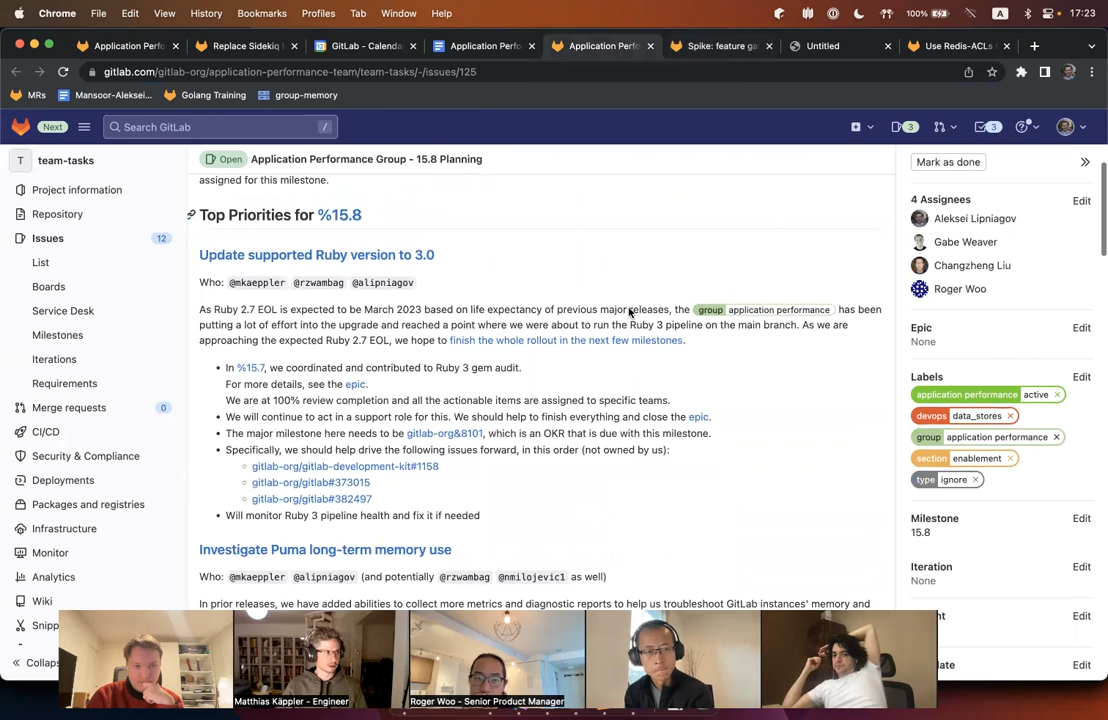 Chrome File Edit View History Bookmarks Profiles Tab Window Help 100% A 17:23
Application Perfo Replace Sidekiq GitLab - Calenda Application Perfo Application Perfo Spike: feature ga Untitled Use Redis-ACLs
gitlab.com/gitlab-org/application-performance-team/team-tasks/-/issues/125
MRs Mansoor-Aleksei... Golang Training group-memory
Next Search GitLab / 3 3
T team-tasks
Project information
Repository
Issues 12
List
Boards
Service Desk
Milestones
Iterations
Requirements
Merge requests 0
CI/CD
Security & Compliance
Deployments
Packages and registries
Infrastructure
Monitor
Analytics
Wiki
Snipp
Collaps
Open Application Performance Group - 15.8 Planning
assigned for this milestone.
Top Priorities for %15.8
Update supported Ruby version to 3.0
Who: @mkaeppler @rzwambag @alipniagov
As Ruby 2.7 EOL is expected to be March 2023 based on life expectancy of previous major releases, the group application performance has been
putting a lot of effort into the upgrade and reached a point where we were about to run the Ruby 3 pipeline on the main branch. As we are
approaching the expected Ruby 2.7 EOL, we hope to finish the whole rollout in the next few milestones.
• In %15.7, we coordinated and contributed to Ruby 3 gem audit.
For more details, see the epic.
We are at 100% review completion and all the actionable items are assigned to specific teams.
• We will continue to act in a support role for this. We should help to finish everything and close the epic.
• The major milestone here needs to be gitlab-org&8101, which is an OKR that is due with this milestone.
• Specifically, we should help drive the following issues forward, in this order (not owned by us):
gitlab-org/gitlab-development-kit#1158
gitlab-org/gitlab#373015
gitlab-org/gitlab#382497
• Will monitor Ruby 3 pipeline health and fix it if needed
Investigate Puma long-term memory use
Who: @mkaeppler @alipniagov (and potentially @rzwambag @nmilojevic1 as well)
In prior releases, we have added abilities to collect more metrics and diagnostic reports to help us troubleshoot GitLab instances' memory and
Mark as done
4 Assignees Edit
Aleksei Lipniagov
Gabe Weaver
Changzheng Liu
Roger Woo
Epic Edit
None
Labels Edit
application performance active ×
devops data_stores ×
group application performance ×
section enablement ×
type ignore ×
Milestone Edit
15.8
Iteration Edit
None
nt Edit
date Edit
Matthias Käppler - Engineer
Roger Woo - Senior Product Manager